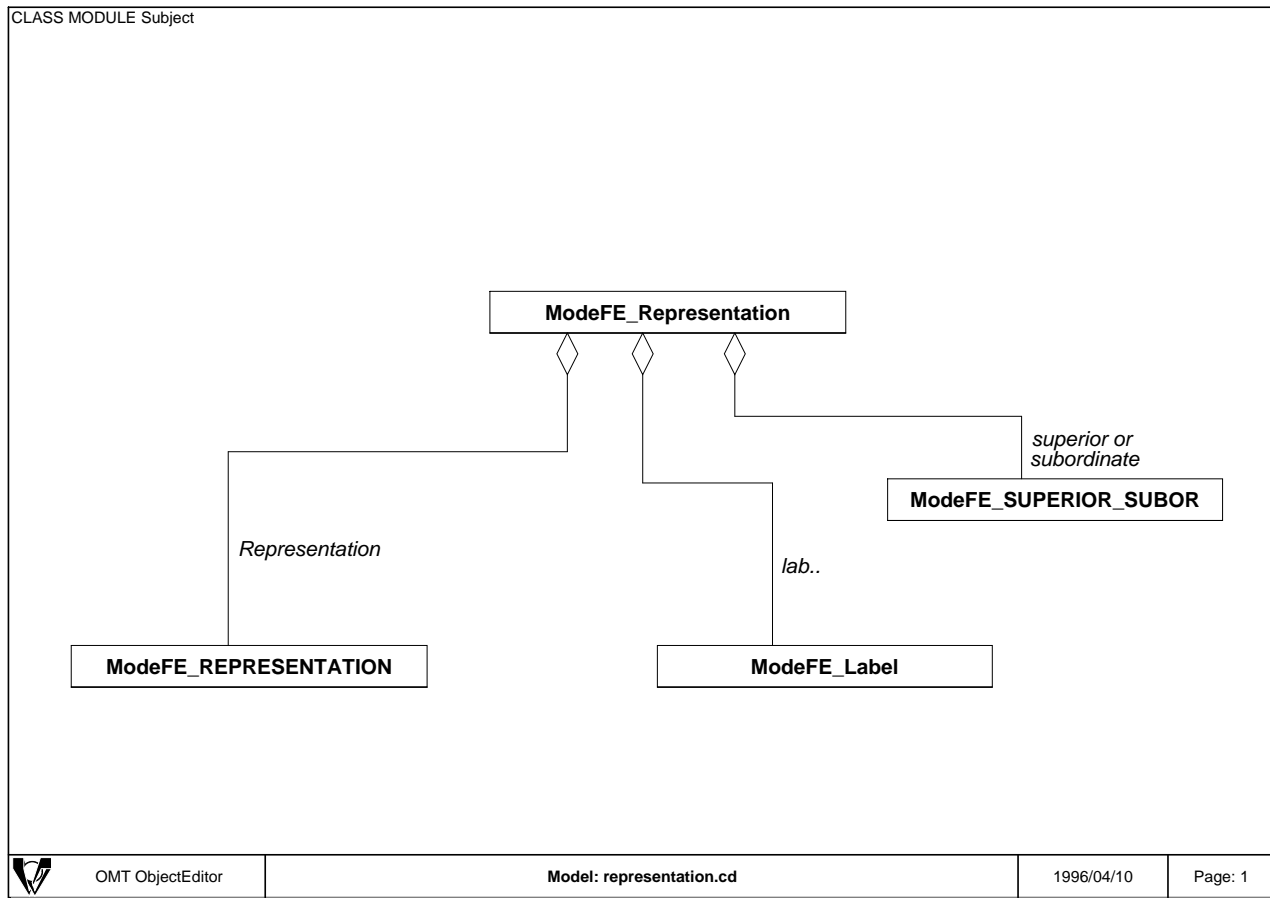 CLASS MODULE Subject
ModeFE_Representation
superior or
subordinate
ModeFE_SUPERIOR_SUBOR
Representation
lab..
ModeFE_REPRESENTATION
ModeFE_Label
OMT ObjectEditor
Model: representation.cd
1996/04/10
Page: 1